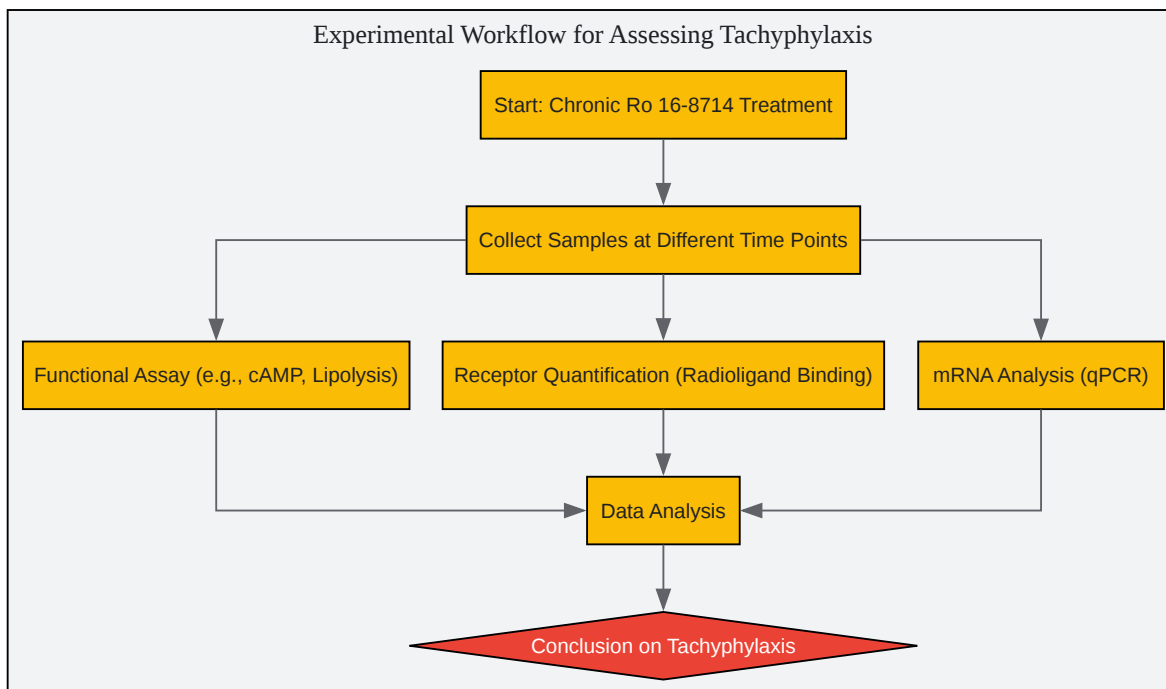 Experimental Workflow for Assessing Tachyphylaxis
Start: Chronic Ro 16-8714 Treatment
Collect Samples at Different Time Points
Functional Assay (e.g., cAMP, Lipolysis)
Receptor Quantification (Radioligand Binding)
mRNA Analysis (qPCR)
Data Analysis
Conclusion on Tachyphylaxis